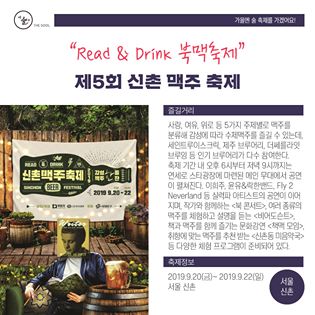 THE SOOL
가을엔 술 축제를 가겠어요!
“Read & Drink 북맥축제”
제5회 신촌 맥주 축제
READ & DRINK
신촌맥주축제
SINCHON BEER FESTIVAL
2019 9.20 - 22
즐길거리
사랑, 여유, 위로 등 5가지 주제별로 맥주를
분류해 감성에 따라 수제맥주를 즐길 수 있는데,
세인트루이스크릭, 제주 브루어리, 더쎄를라잇
브루잉 등 인기 브루어리가 다수 참여한다.
축제 기간 내 오후 6시부터 저녁 9시까지는
연세로 스타광장에 마련된 메인 무대에서 공연
이 펼쳐진다. 이희주, 윤유&락한밴드, Fly 2
Neverland 등 실력파 아티스트의 공연이 이어
지며, 작가와 함께하는 <북 콘서트>, 여러 종류의
맥주를 체험하고 설명을 듣는 <비어도슨트>,
책과 맥주를 함께 즐기는 문화감연 <책맥 모임>,
취향에 맞는 맥주를 추천 받는 <신촌동 미음약국>
등 다양한 체험 프로그램이 준비되어 있다.
축제정보
2019.9.20(금)~ 2019.9.22(일)
서울 신촌
서울
신촌